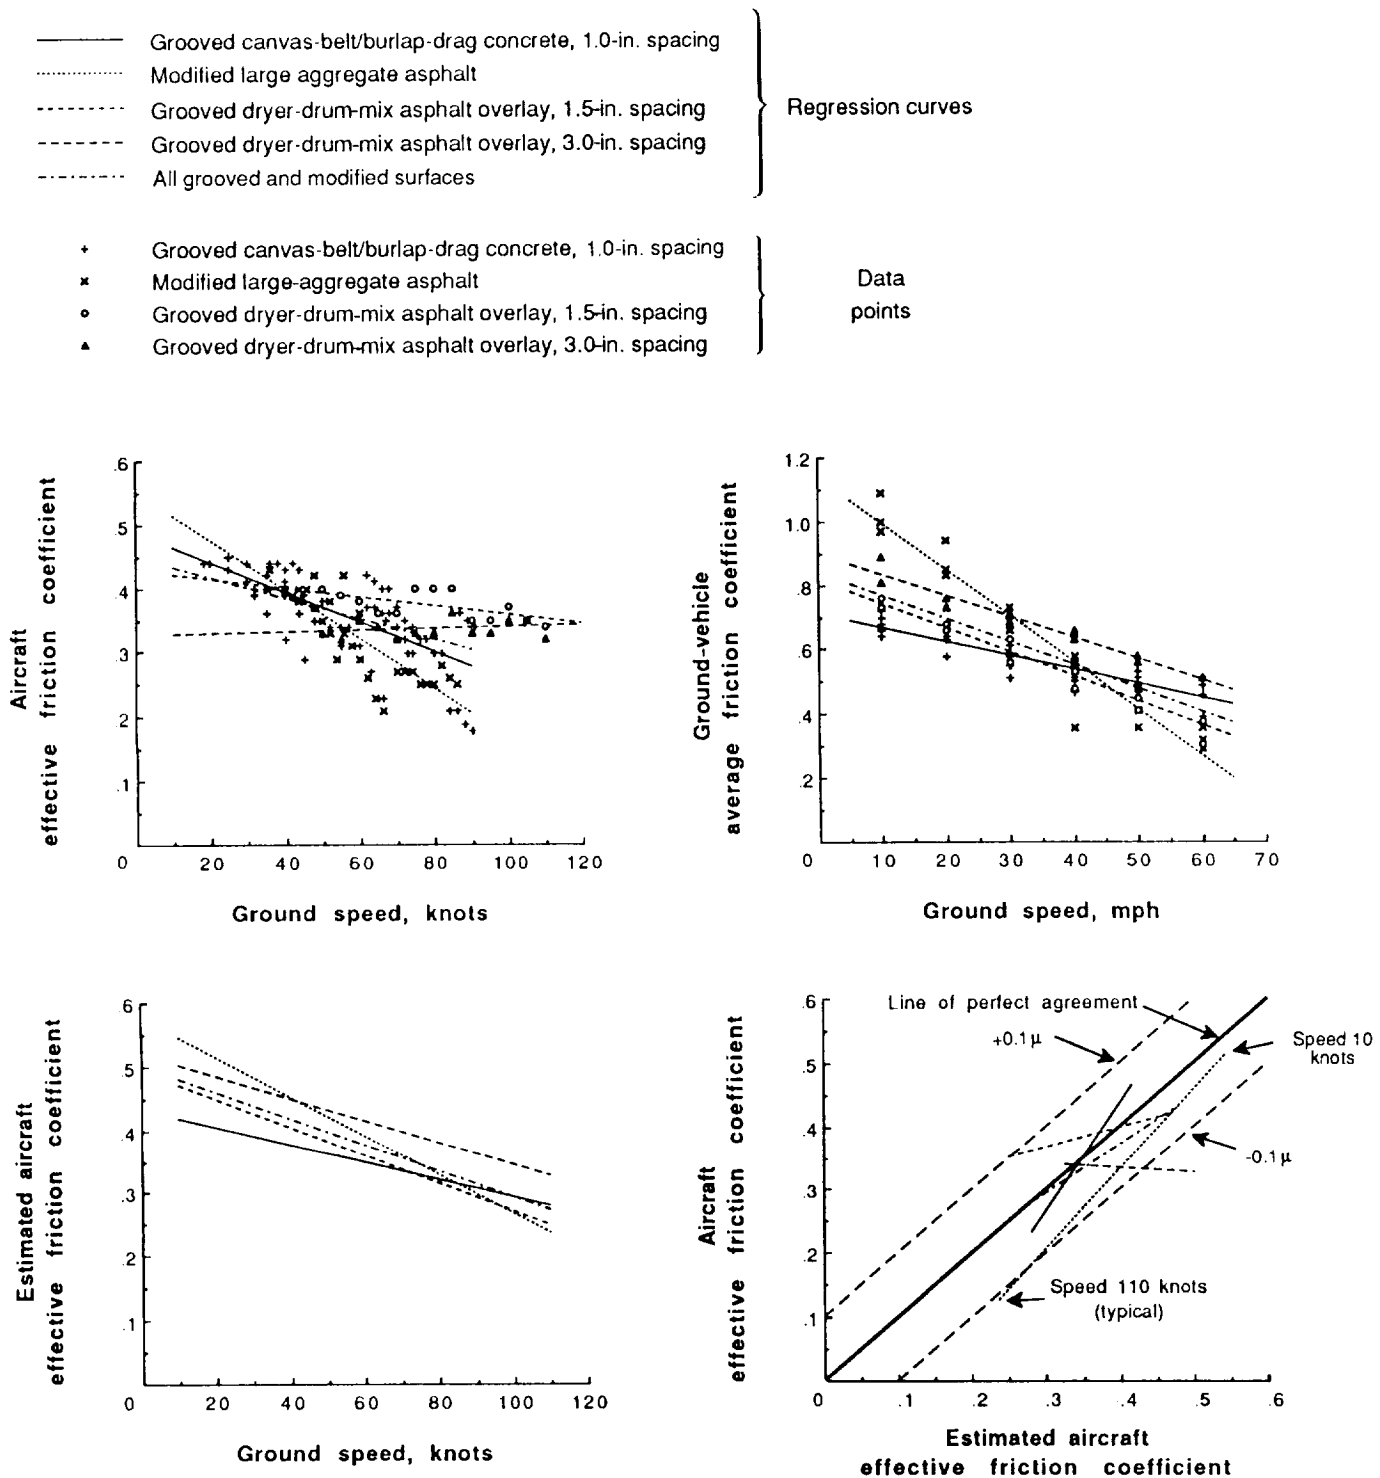 Grooved canvas-belt/burlap-drag concrete, 1.0-in. spacing
Modified large aggregate asphalt
Grooved dryer-drum-mix asphalt overlay, 1.5-in. spacing
Grooved dryer-drum-mix asphalt overlay, 3.0-in. spacing
All grooved and modified surfaces
Regression curves
Grooved canvas-belt/burlap-drag concrete, 1.0-in. spacing
Modified large-aggregate asphalt
Grooved dryer-drum-mix asphalt overlay, 1.5-in. spacing
Grooved dryer-drum-mix asphalt overlay, 3.0-in. spacing
Data
points
Aircraft
effective friction coefficient
.6
.5
.4
.3
.2
.1
0 20 40 60 80 100 120
Ground speed, knots
Ground-vehicle
average friction coefficient
1.2
1.0
.8
.6
.4
.2
0 10 20 30 40 50 60 70
Ground speed, mph
Estimated aircraft
effective friction coefficient
.6
.5
.4
.3
.2
.1
0 20 40 60 80 100 120
Ground speed, knots
Aircraft
effective friction coefficient
.6
.5
.4
.3
.2
.1
0 .1 .2 .3 .4 .5 .6
Line of perfect agreement
+0.1μ
Speed 10
knots
-0.1μ
Speed 110 knots
(typical)
Estimated aircraft
effective friction coefficient